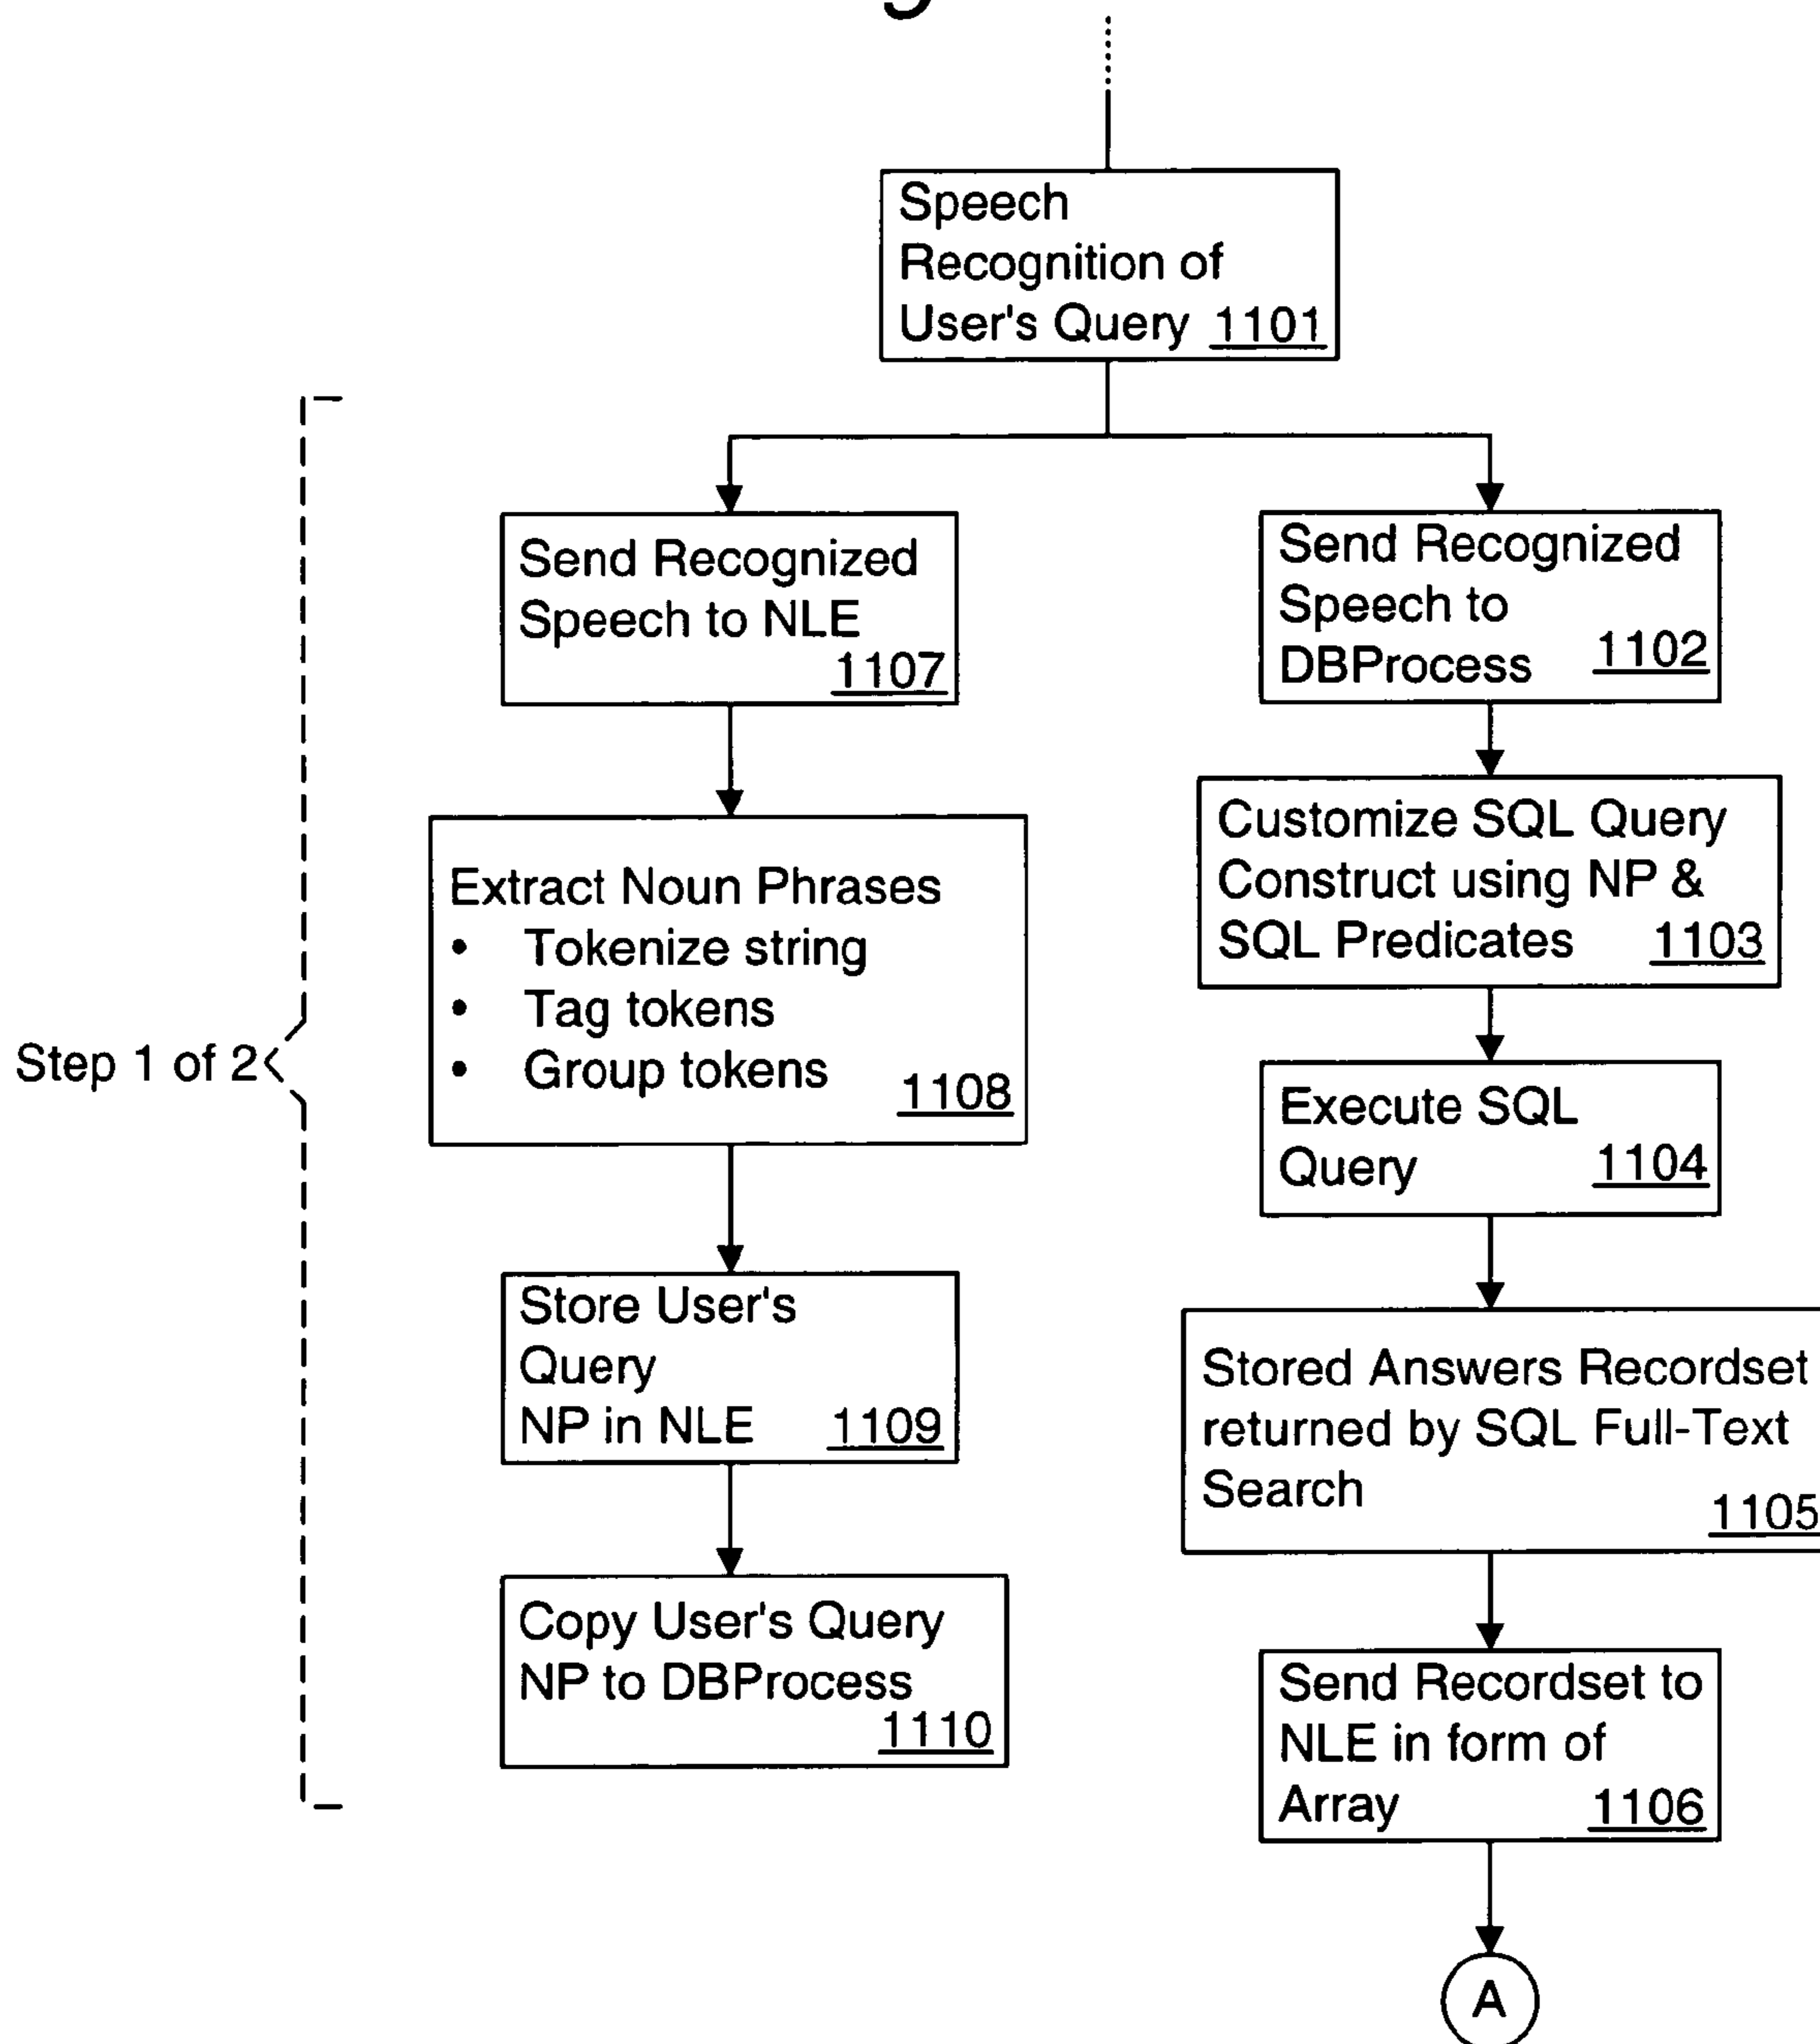 Speech
Recognition of
User's Query 1101
Send Recognized
Speech to NLE
1107
Send Recognized
Speech to
DBProcess 1102
Customize SQL Query
Construct using NP &
SQL Predicates 1103
Extract Noun Phrases
• Tokenize string
• Tag tokens
• Group tokens
1108
Step 1 of 2
Execute SQL
Query 1104
Store User's
Query
NP in NLE 1109
Stored Answers Recordset
returned by SQL Full-Text
Search
1105
Copy User's Query
NP to DBProcess
1110
Send Recordset to
NLE in form of
Array 1106
A